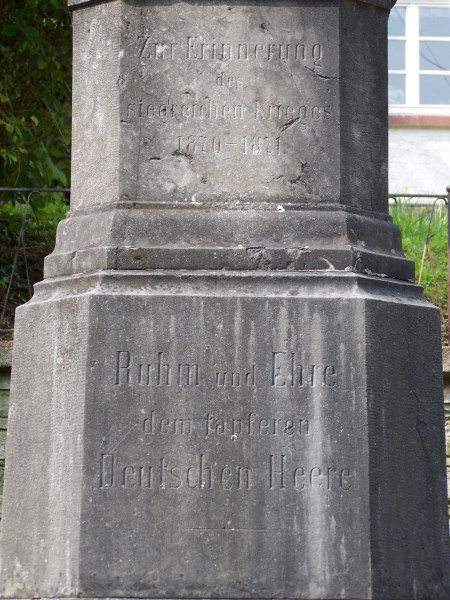 Zur Erinnerung
des
siegreichen Krieges
1870-1871
Ruhm und Ehre
dem tapferen
Deutschen Heere